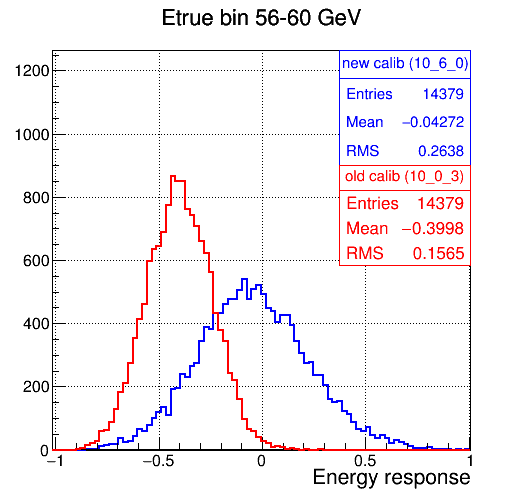 Etrue bin 56-60 GeV
new calib (10_6_0)
Entries 14379
Mean −0.04272
RMS 0.2638
old calib (10_0_3)
Entries 14379
Mean −0.3998
RMS 0.1565
1200
1000
800
600
400
200
0
−1 −0.5 0 0.5 1
Energy response